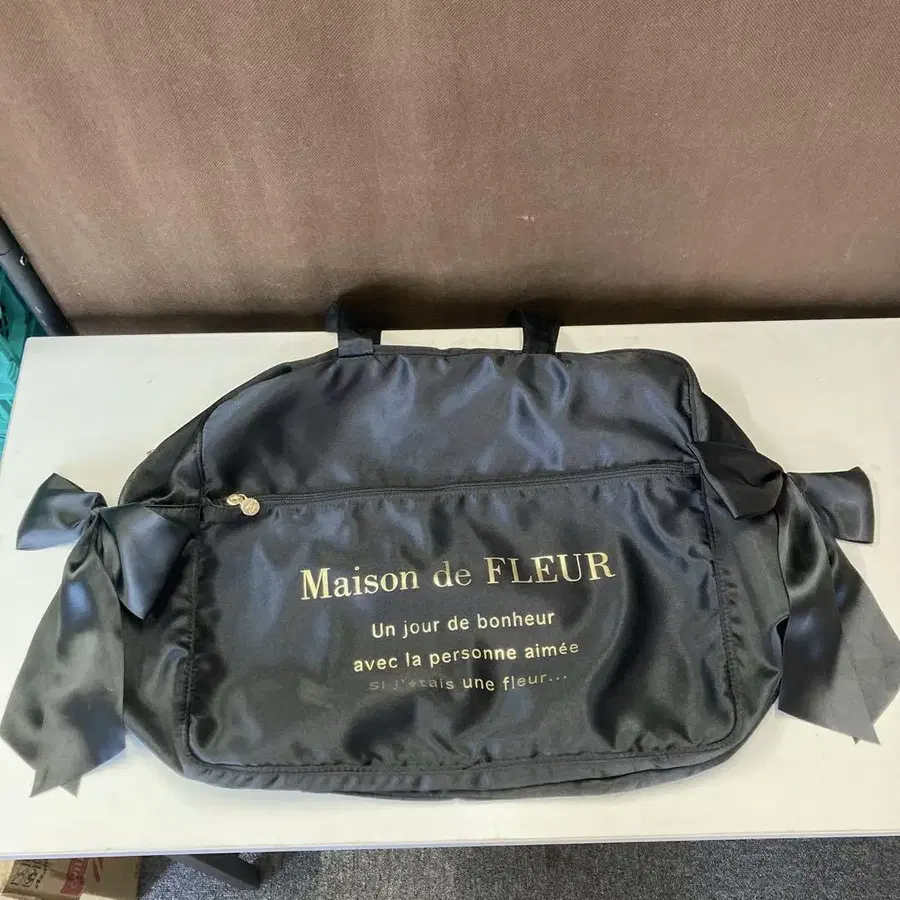 Maison de FLEUR
Un jour de bonheur
avec la personne aimée
Si j'étais une fleur...